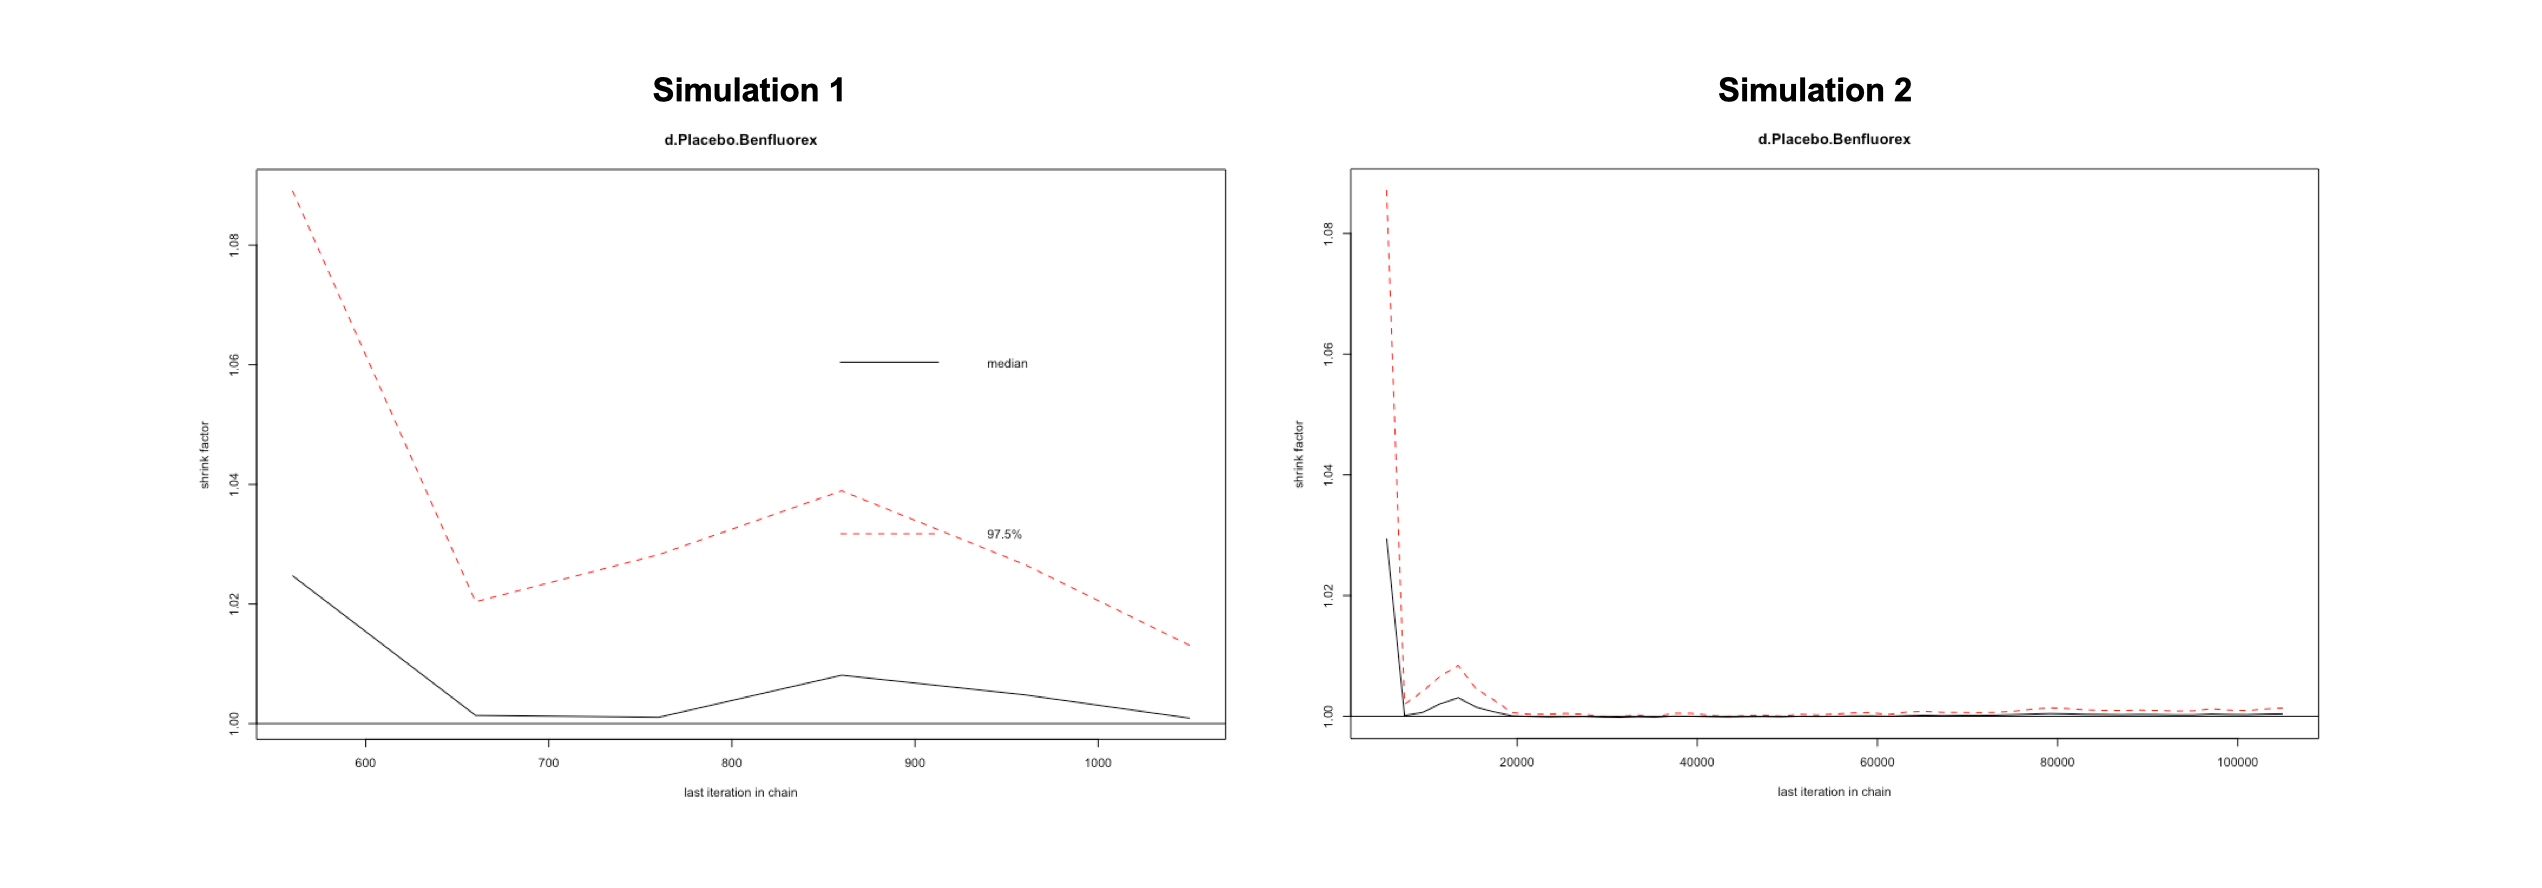 Simulation 1
d.Placebo.Benfluorex
shrink factor
1.00
1.02
1.04
1.06
1.08
median
97.5%
600
700
800
900
1000
last iteration in chain
Simulation 2
d.Placebo.Benfluorex
shrink factor
1.00
1.02
1.04
1.06
1.08
20000
40000
60000
80000
100000
last iteration in chain